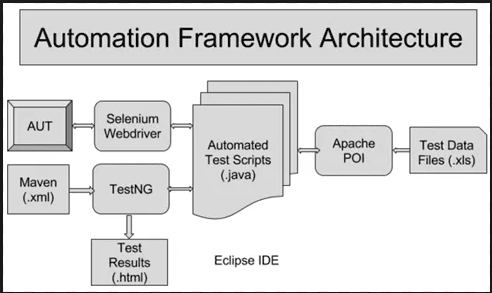 Automation Framework Architecture
AUT
Selenium
Webdriver
Automated
Test Scripts
(.java)
Apache
POI
Test Data
Files (.xls)
Maven
(.xml)
TestNG
Test
Results
(.html)
Eclipse IDE